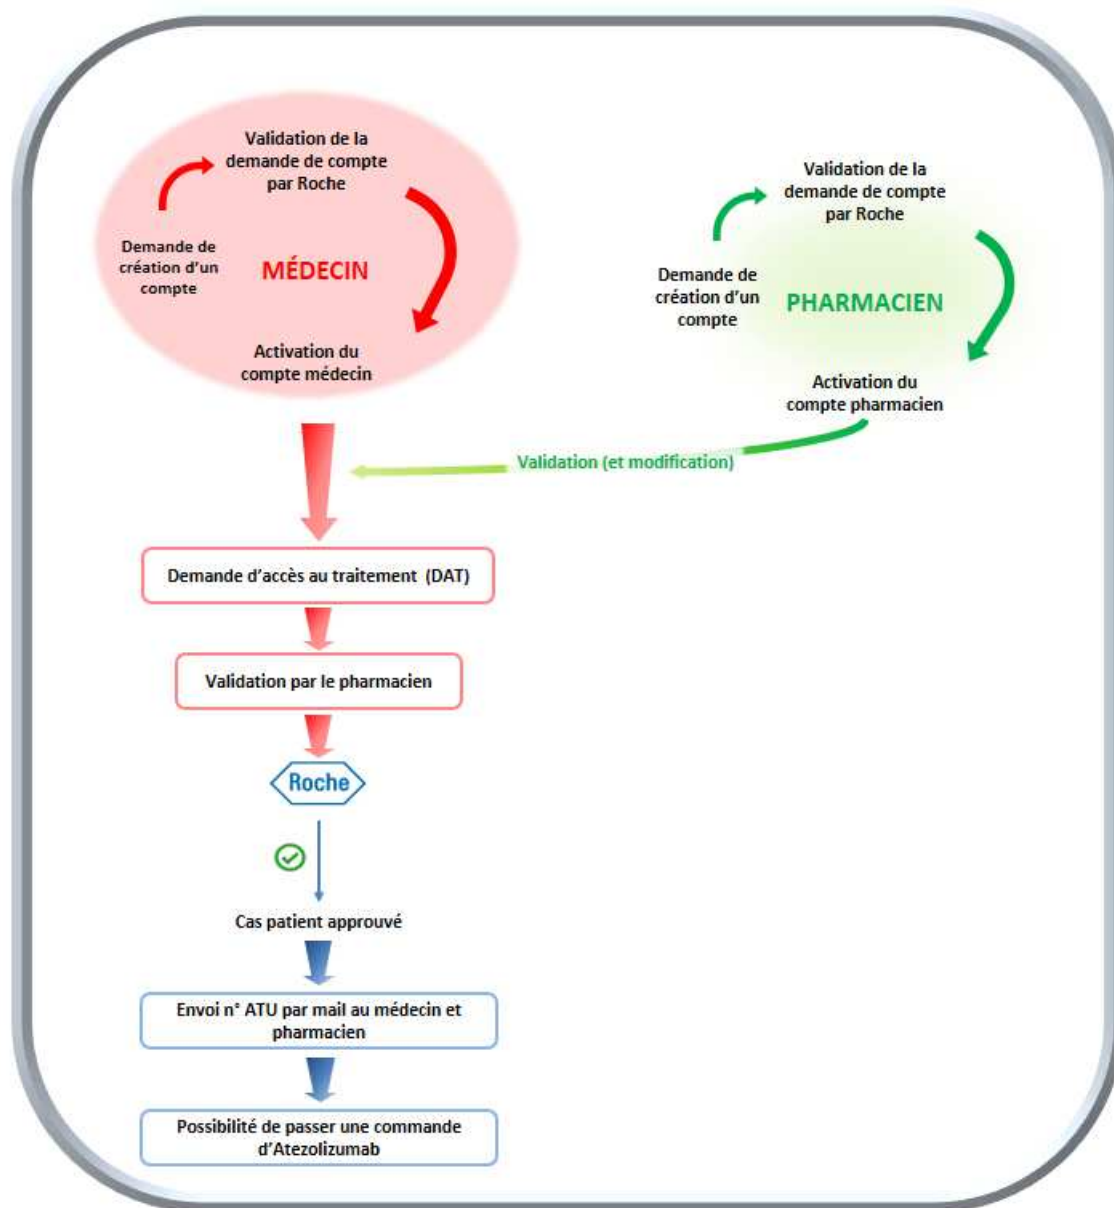 Validation de la
demande de compte
par Roche
Demande de
création d'un
compte
MÉDECIN
Activation du
compte médecin
Validation de la
demande de compte
par Roche
Demande de
création d'un
compte
PHARMACIEN
Activation du
compte pharmacien
Validation (et modification)
Demande d'accès au traitement (DAT)
Validation par le pharmacien
Roche
Cas patient approuvé
Envoi n° ATU par mail au médecin et
pharmacien
Possibilité de passer une commande
d'Atezolizumab